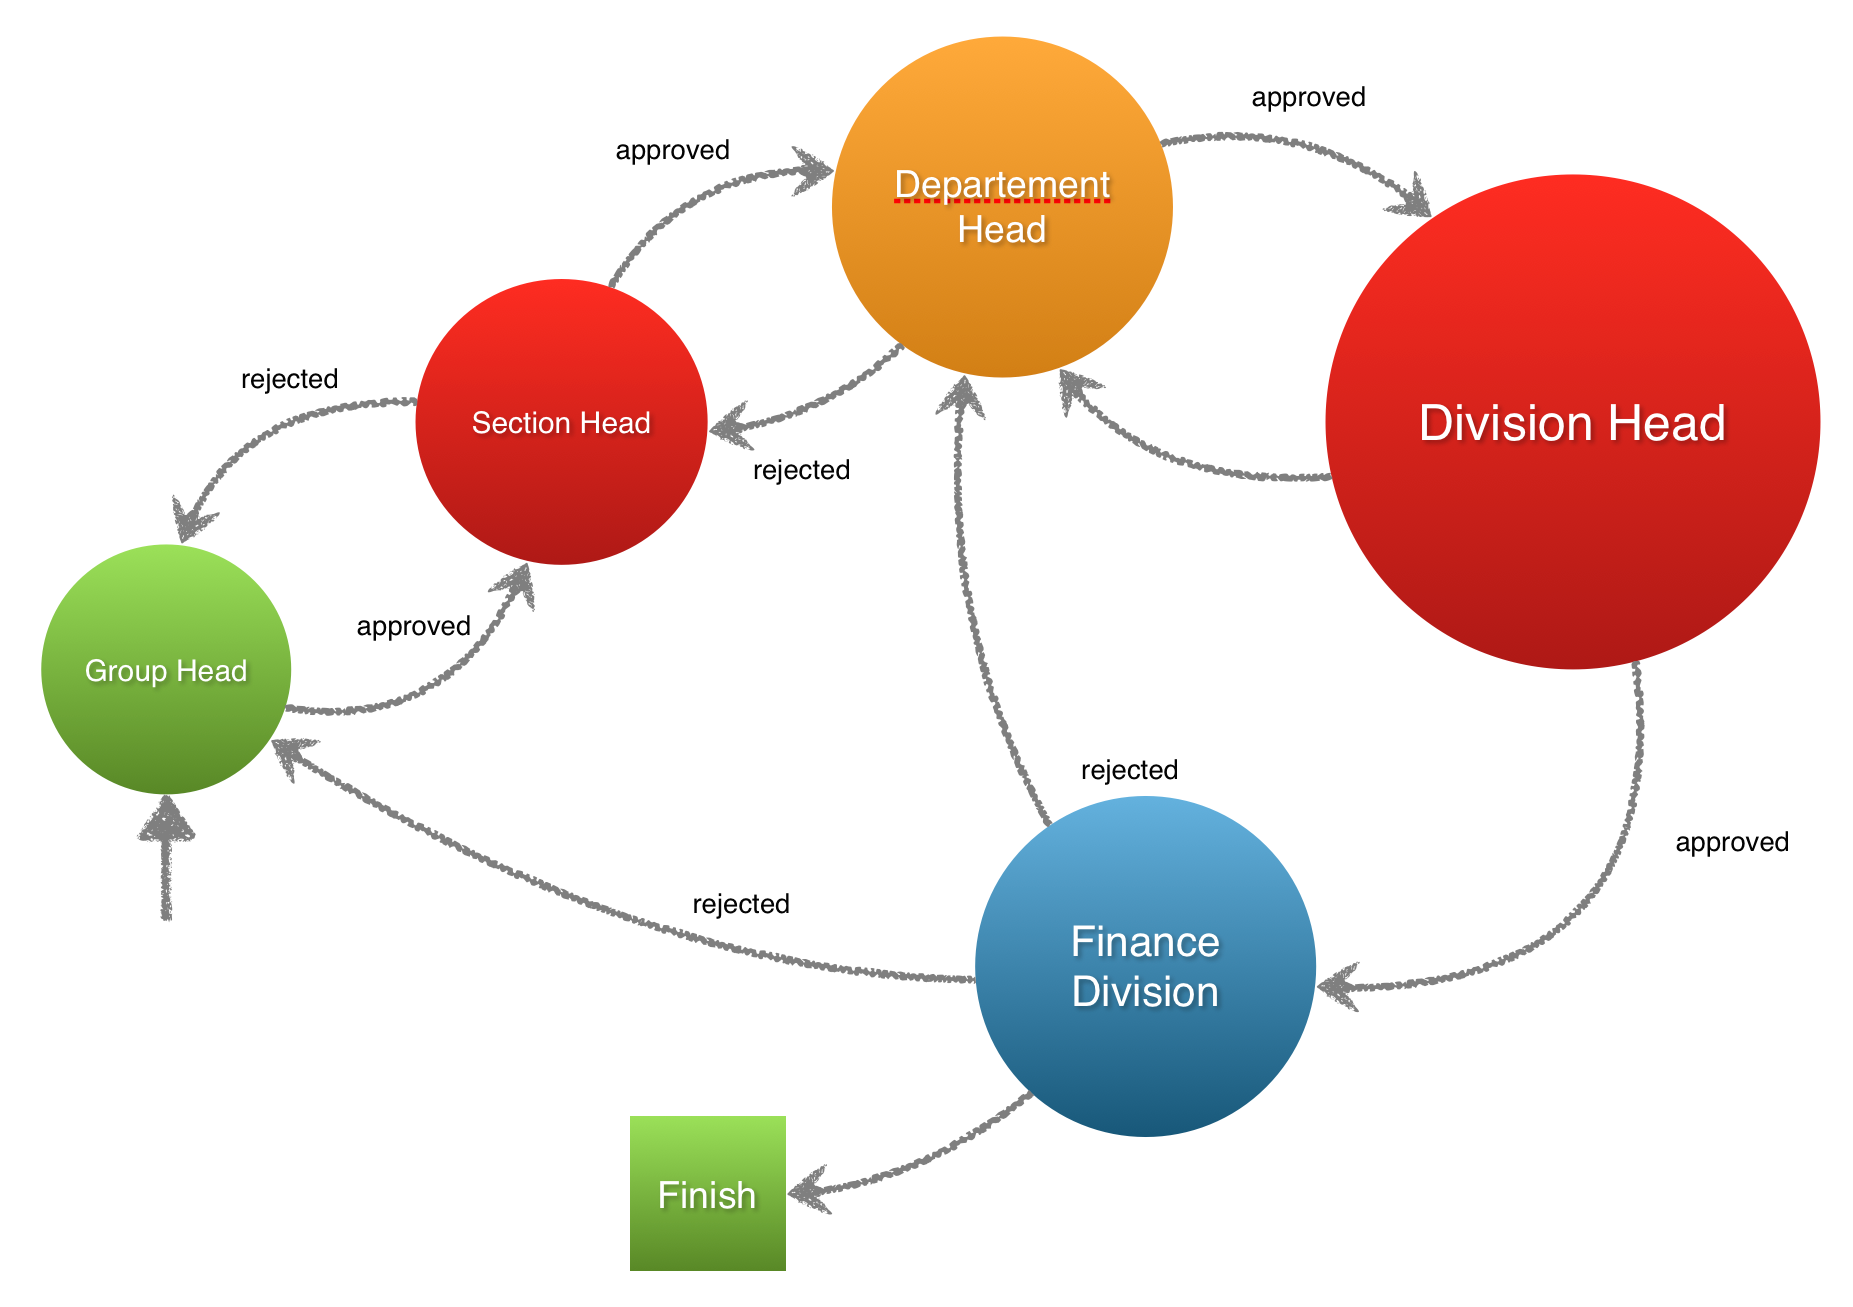 approved
approved
Departement
Head
rejected
Section Head
Division Head
rejected
approved
Group Head
rejected
approved
rejected
Finance
Division
Finish